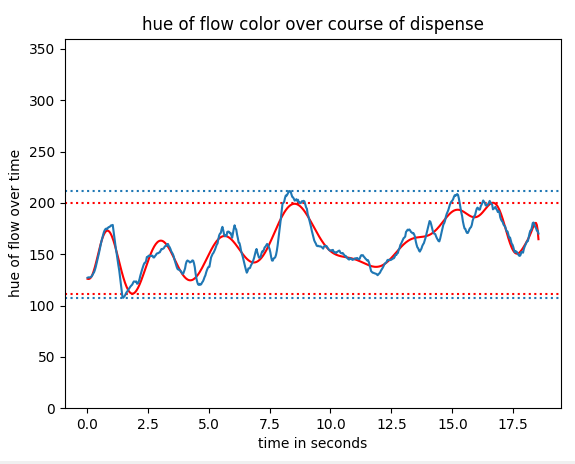 hue of flow color over course of dispense
350
300
250
200
150
100
50
0
hue of flow over time
0.0 2.5 5.0 7.5 10.0 12.5 15.0 17.5
time in seconds